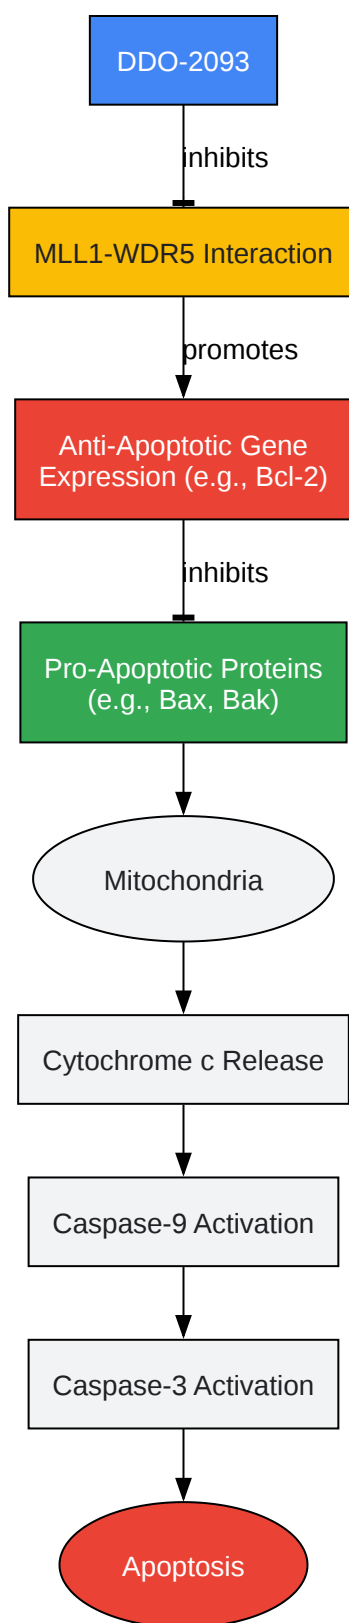 DDO-2093
inhibits
MLL1-WDR5 Interaction
promotes
Anti-Apoptotic Gene
Expression (e.g., Bcl-2)
inhibits
Pro-Apoptotic Proteins
(e.g., Bax, Bak)
Mitochondria
Cytochrome c Release
Caspase-9 Activation
Caspase-3 Activation
Apoptosis